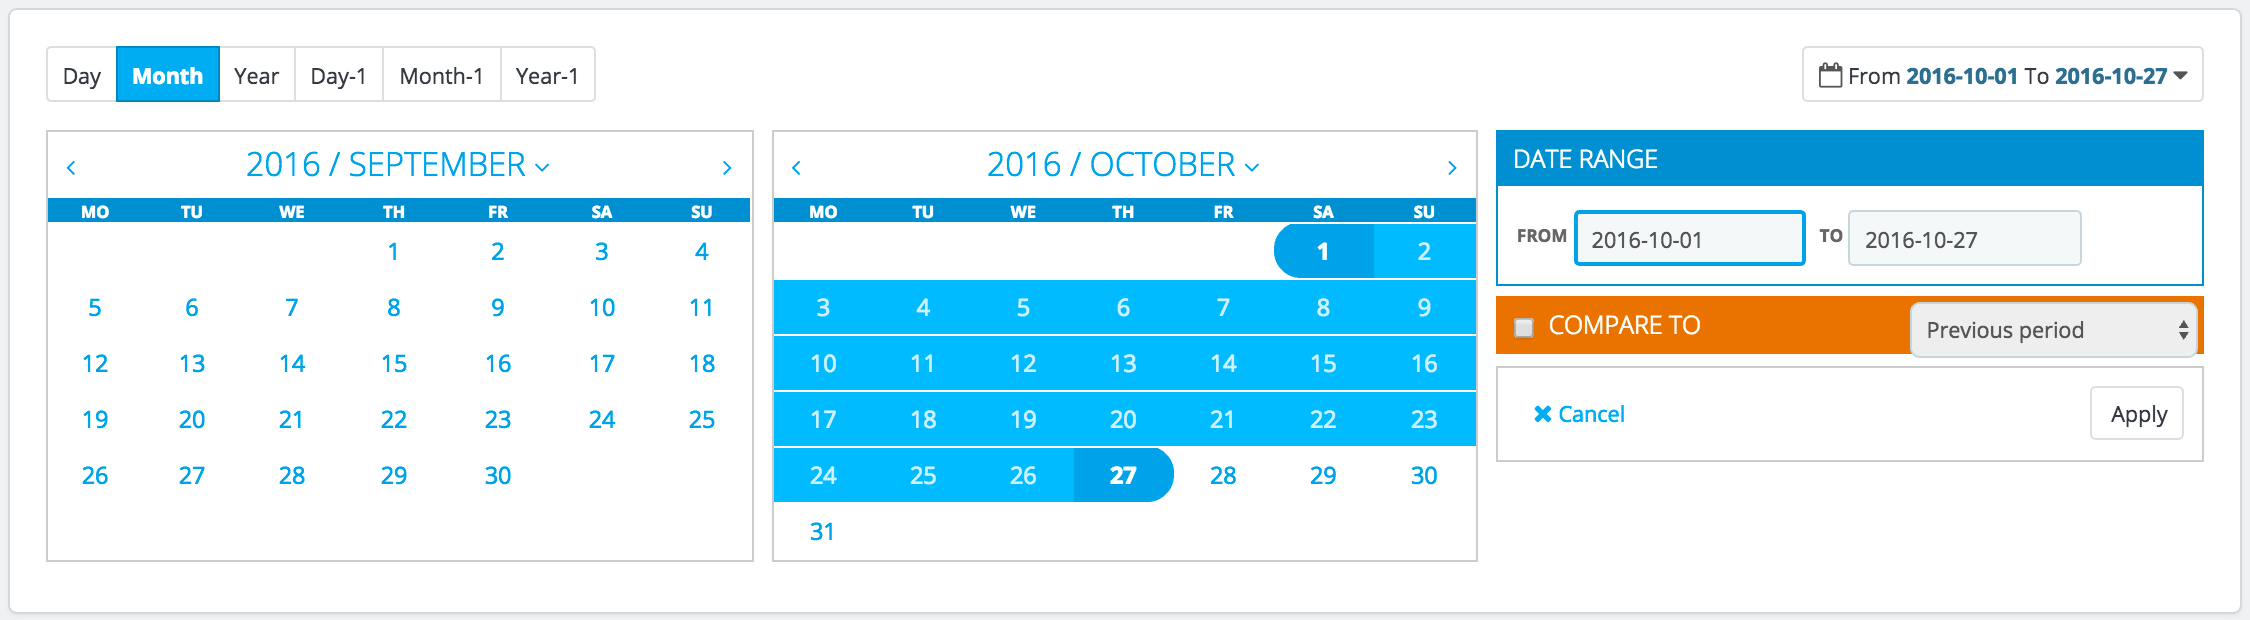 Day Month Year Day-1 Month-1 Year-1
From 2016-10-01 To 2016-10-27
2016 / SEPTEMBER
MO TU WE TH FR SA SU
1 2 3 4
5 6 7 8 9 10 11
12 13 14 15 16 17 18
19 20 21 22 23 24 25
26 27 28 29 30
2016 / OCTOBER
MO TU WE TH FR SA SU
1 2
3 4 5 6 7 8 9
10 11 12 13 14 15 16
17 18 19 20 21 22 23
24 25 26 27 28 29 30
31
DATE RANGE
FROM 2016-10-01 TO 2016-10-27
COMPARE TO Previous period
Cancel Apply